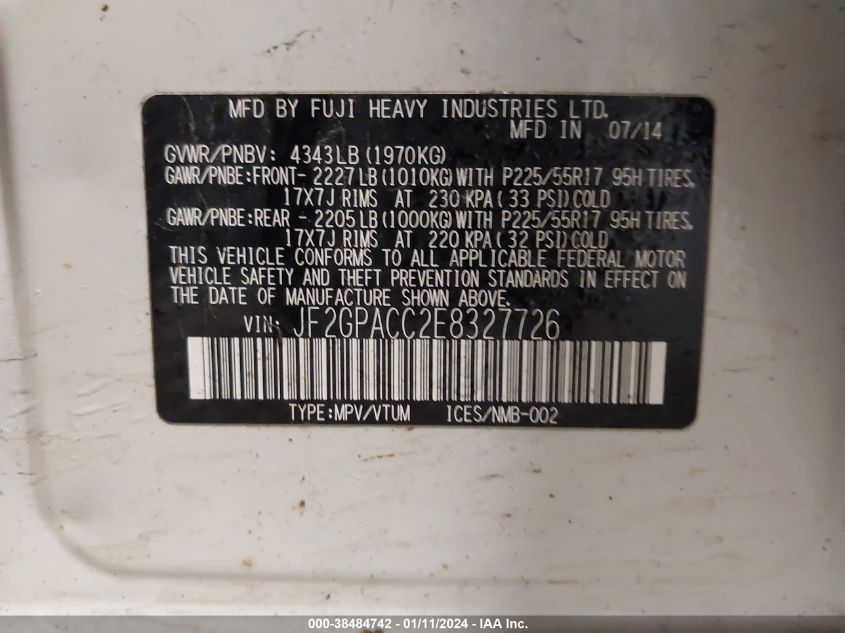 MFD BY FUJI HEAVY INDUSTRIES LTD.
MFD IN 07/14
GVWR/PNBV: 4343LB (1970KG)
GAWR/PNBE:FRONT- 2227LB (1010KG) WITH P225/55R17 95H TIRES,
17X7J RIMS AT 230 KPA (33 PSI) COLD
GAWR/PNBE:REAR - 2205LB (1000KG) WITH P225/55R17 95H TIRES,
17X7J RIMS AT 220 KPA (32 PSI) COLD
THIS VEHICLE CONFORMS TO ALL APPLICABLE FEDERAL MOTOR
VEHICLE SAFETY AND THEFT PREVENTION STANDARDS IN EFFECT ON
THE DATE OF MANUFACTURE SHOWN ABOVE.
VIN: JF2GPACC2E8327726
TYPE:MPV/VTUM ICES/NMB-002
000-38484742 - 01/11/2024 - IAA Inc.